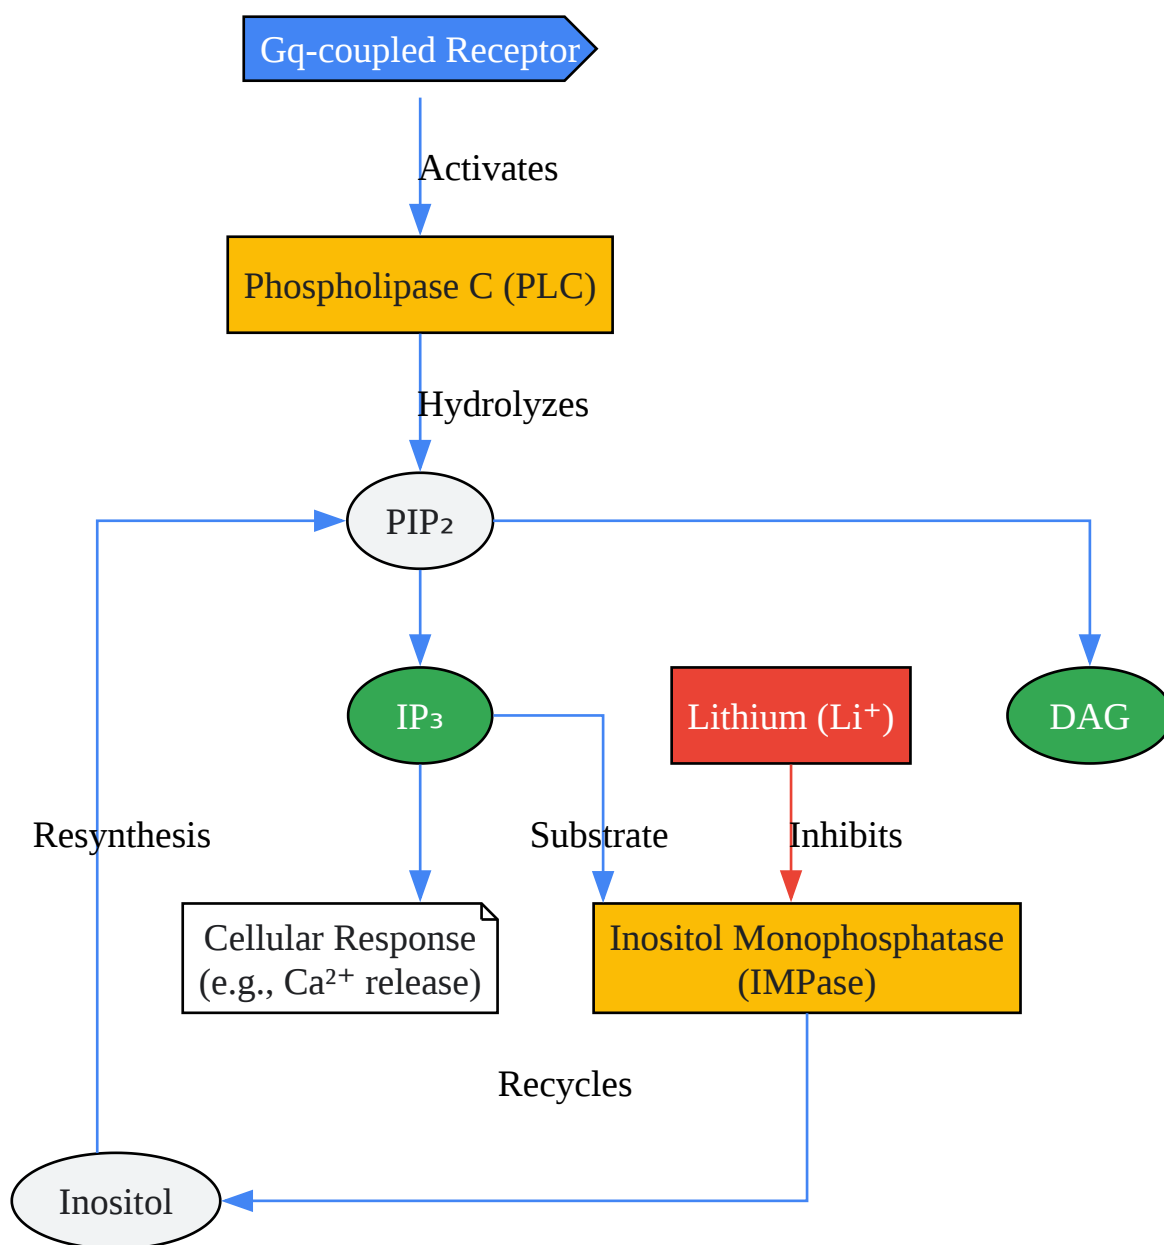 Gq-coupled Receptor
Activates
Phospholipase C (PLC)
Hydrolyzes
PIP₂
IP₃
Lithium (Li⁺)
DAG
Resynthesis
Substrate
Inhibits
Cellular Response
(e.g., Ca²⁺ release)
Inositol Monophosphatase
(IMPase)
Recycles
Inositol